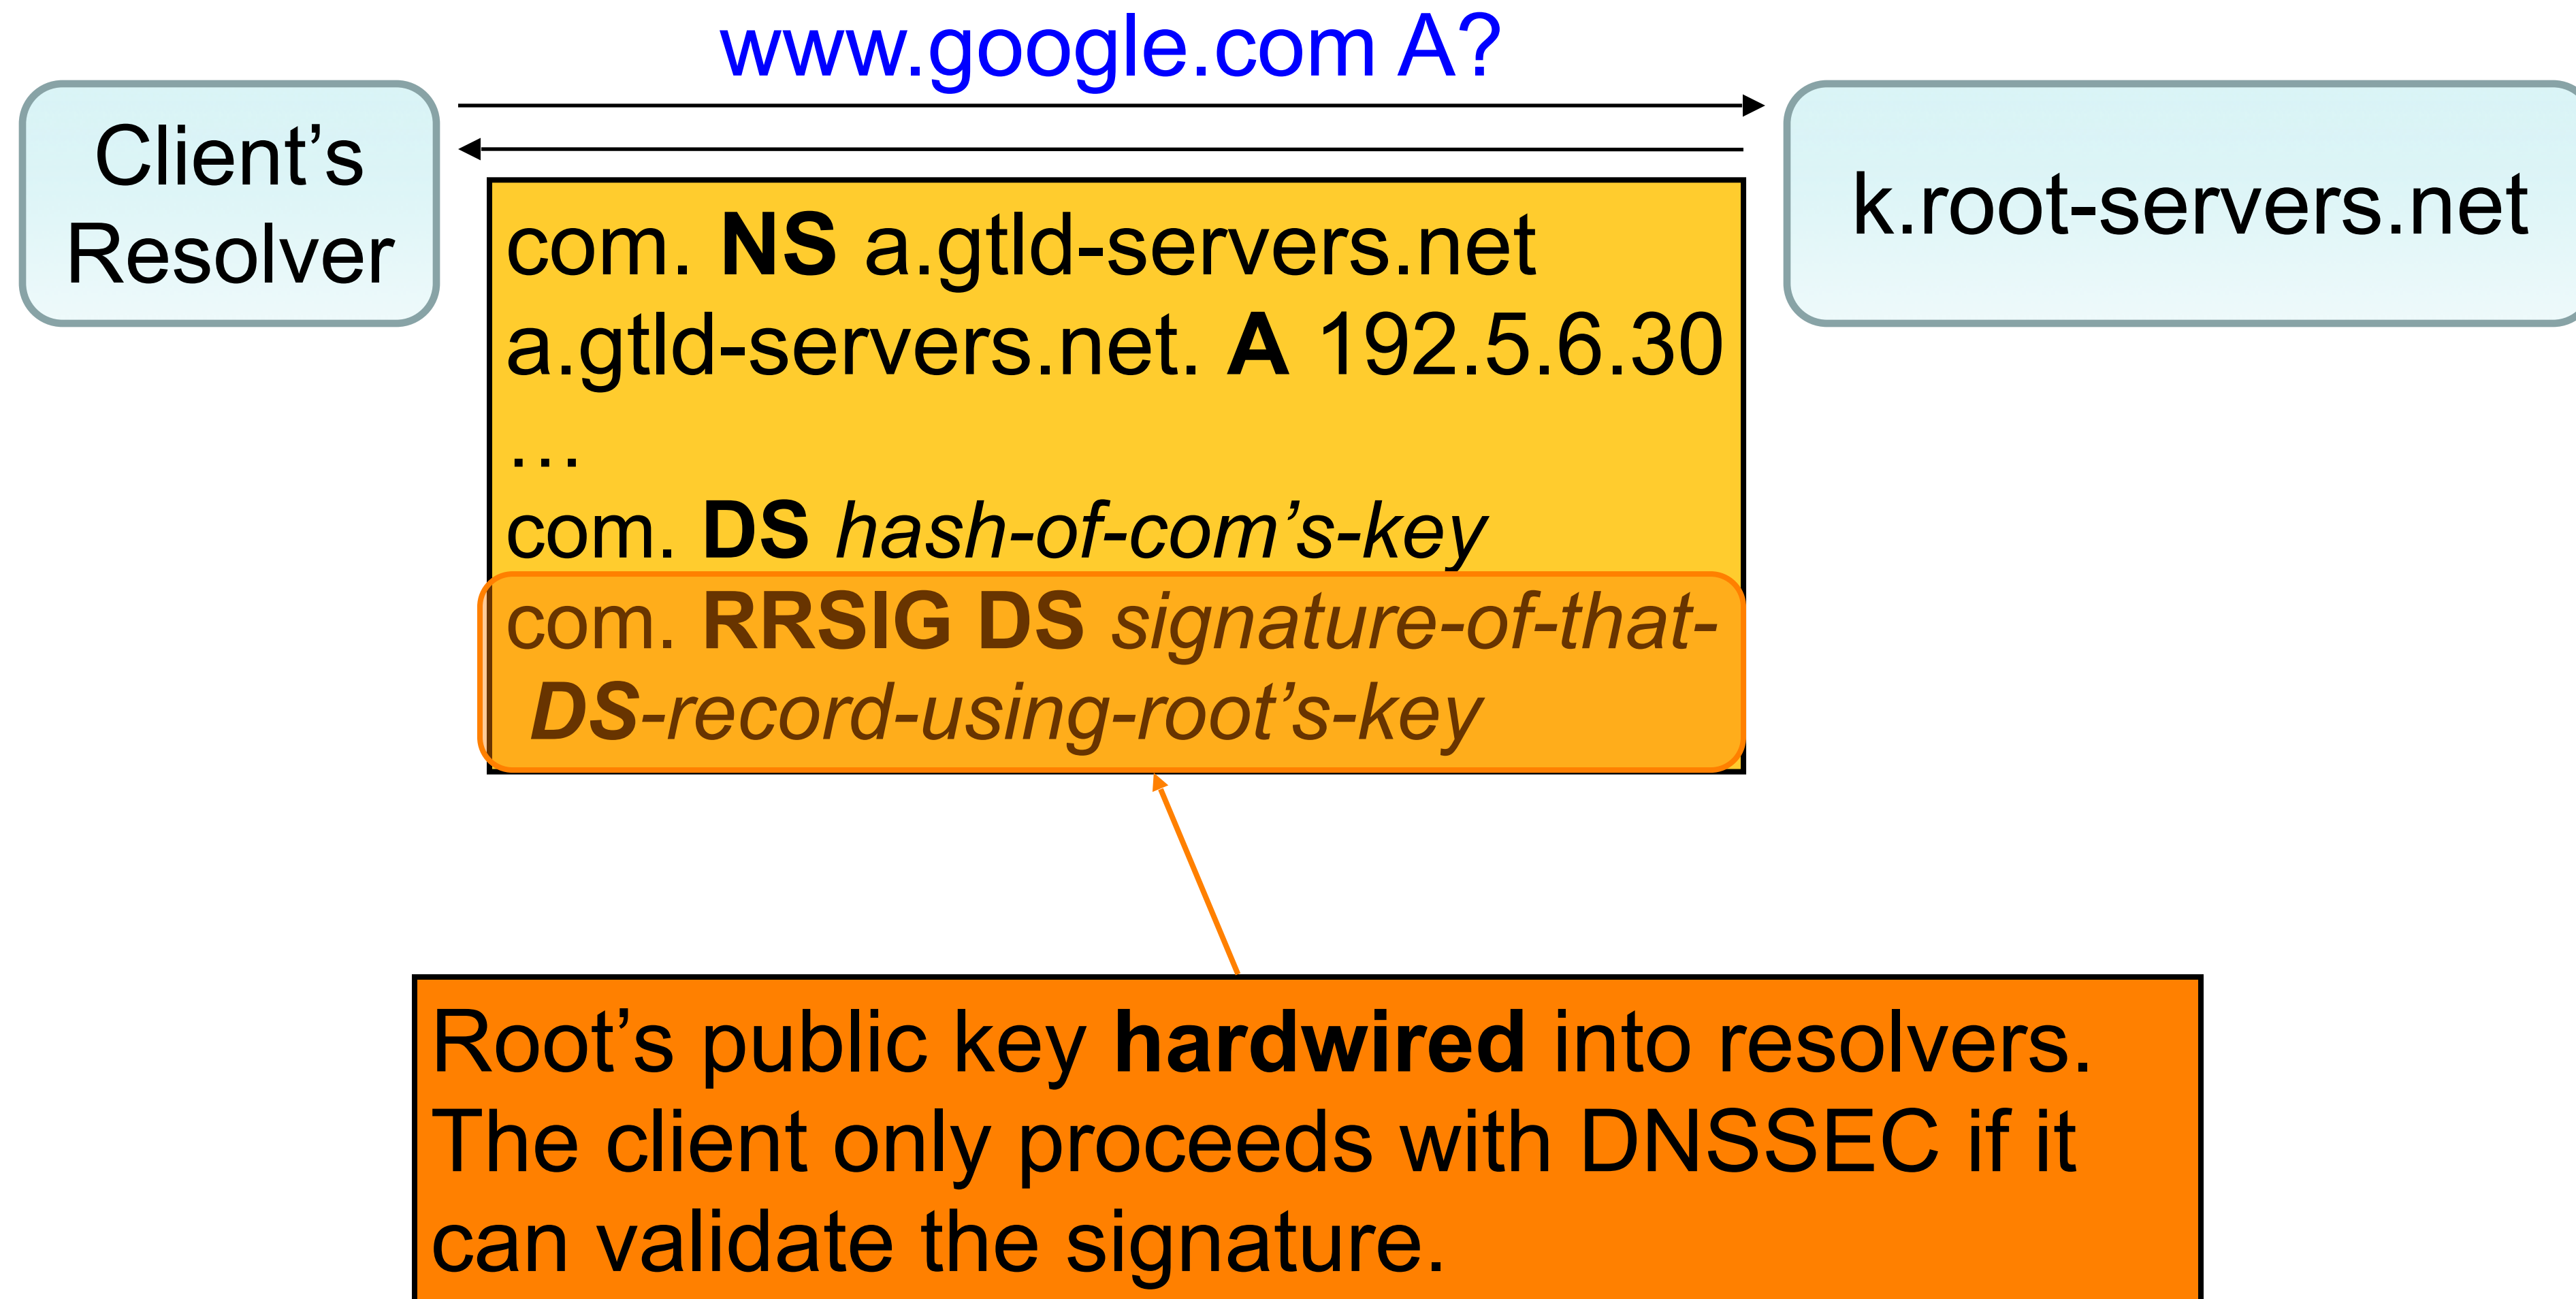 www.google.com A?
Client’s
Resolver
k.root-servers.net
com. NS a.gtld-servers.net
a.gtld-servers.net. A 192.5.6.30
…
com. DS hash-of-com’s-key
com. RRSIG DS signature-of-that-
DS-record-using-root’s-key
Root’s public key hardwired into resolvers.
The client only proceeds with DNSSEC if it
can validate the signature.